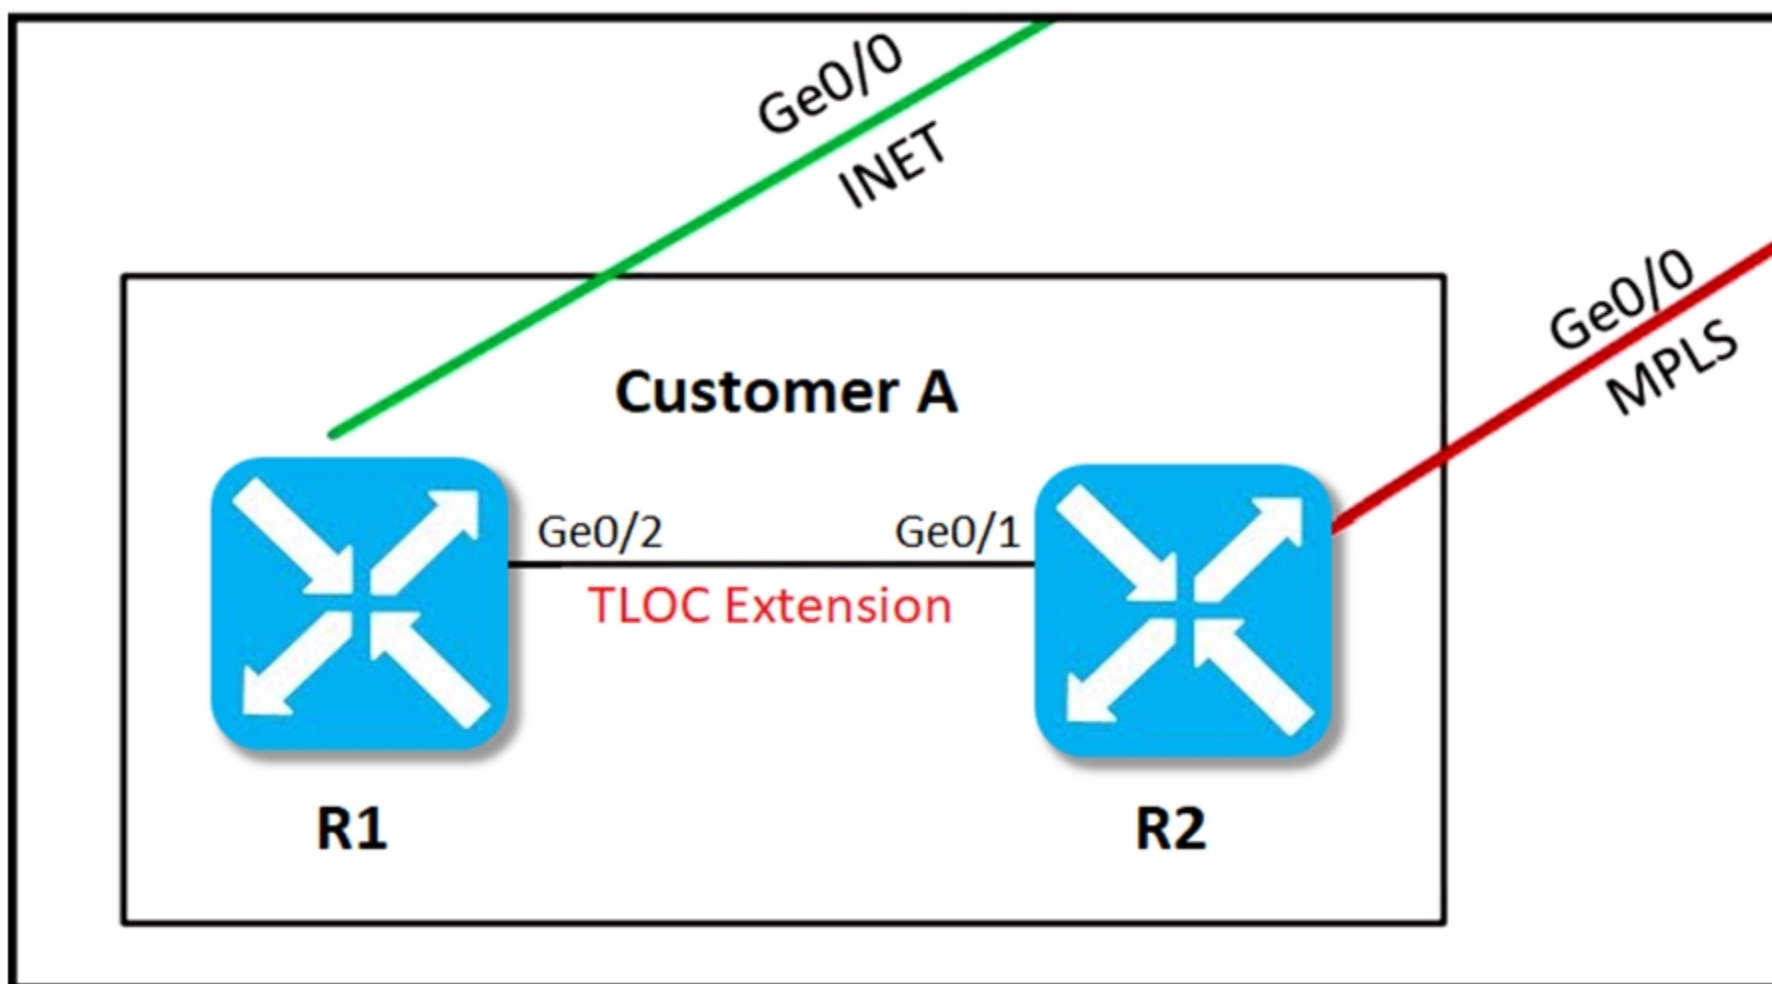 Ge0/0
INET
Ge0/0
MPLS
Customer A
Ge0/2
Ge0/1
TLOC Extension
R1
R2